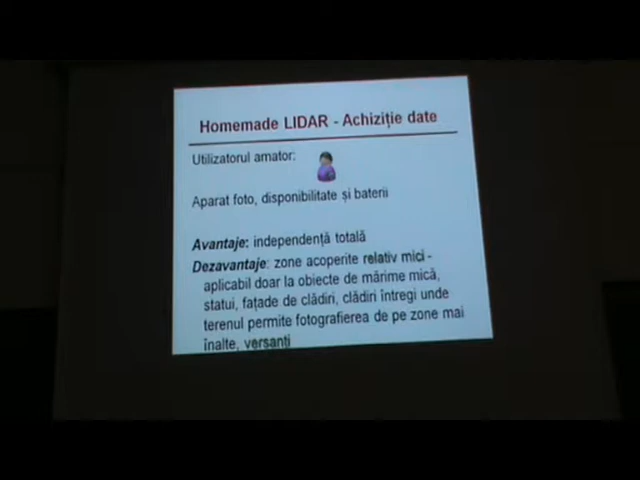 Homemade LIDAR - Achiziție date
Utilizatorul amator:
Aparat foto, disponibilitate și baterii
Avantaje: independență totală
Dezavantaje: zone acoperite relativ mici -
aplicabil doar la obiecte de mărime mică,
statui, fațade de clădiri, clădiri întregi unde
terenul permite fotografierea de pe zone mai
înalte, versanți